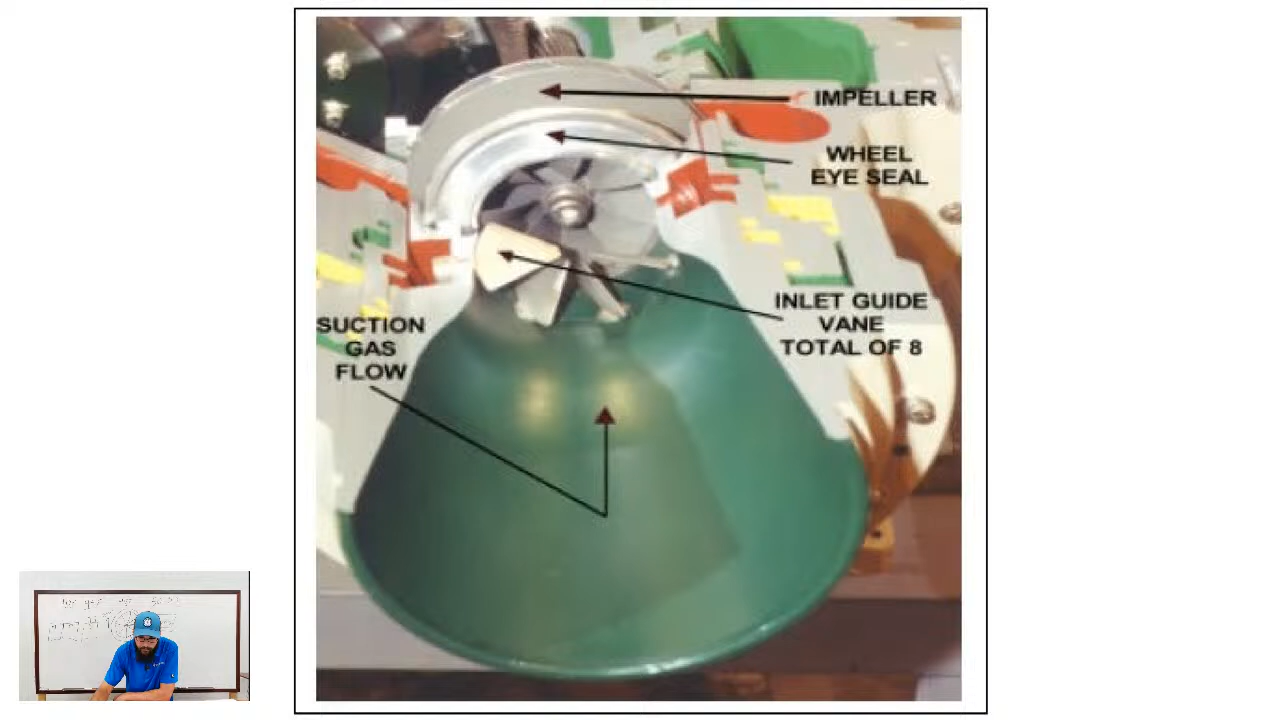 IMPELLER
WHEEL
EYE SEAL
INLET GUIDE
VANE
TOTAL OF 8
SUCTION
GAS
FLOW